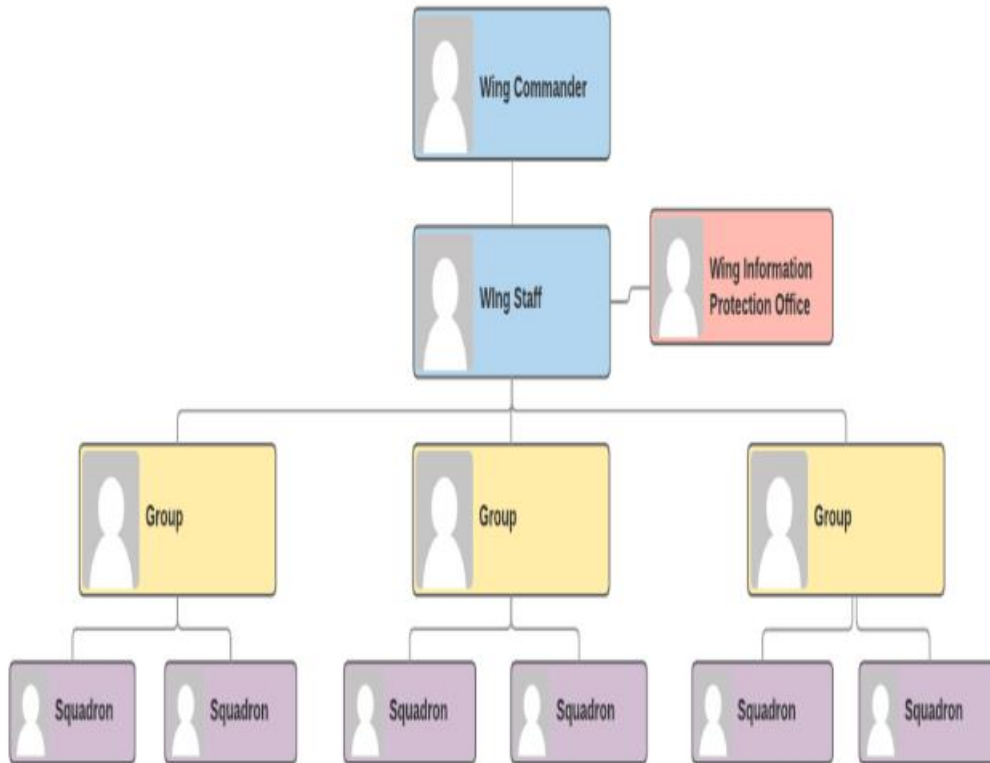 Wing Commander
WIng Staff
Wing Information
Protection Office
Group
Group
Group
Squadron
Squadron
Squadron
Squadron
Squadron
Squadron